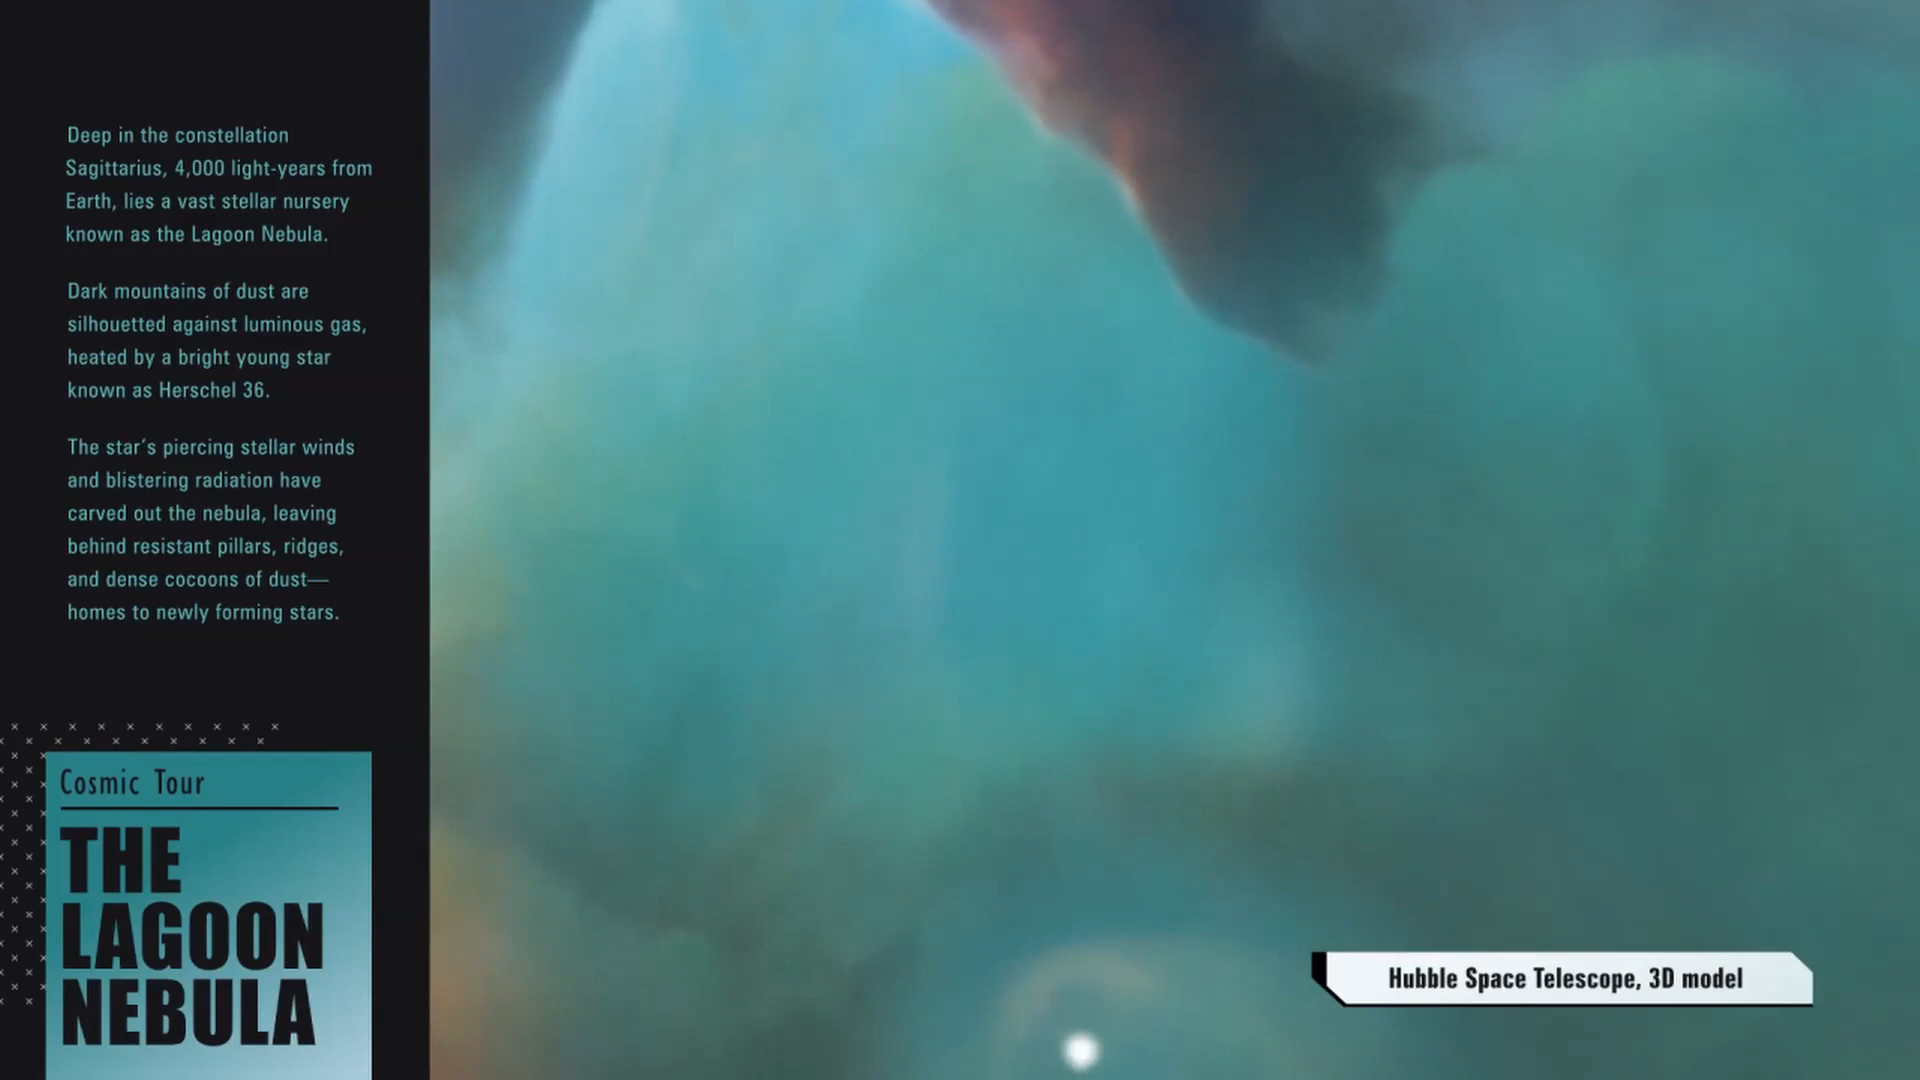 Deep in the constellation
Sagittarius, 4,000 light-years from
Earth, lies a vast stellar nursery
known as the Lagoon Nebula.
Dark mountains of dust are
silhouetted against luminous gas,
heated by a bright young star
known as Herschel 36.
The star’s piercing stellar winds
and blistering radiation have
carved out the nebula, leaving
behind resistant pillars, ridges,
and dense cocoons of dust—
homes to newly forming stars.
Cosmic Tour
THE
LAGOON
NEBULA
Hubble Space Telescope, 3D model